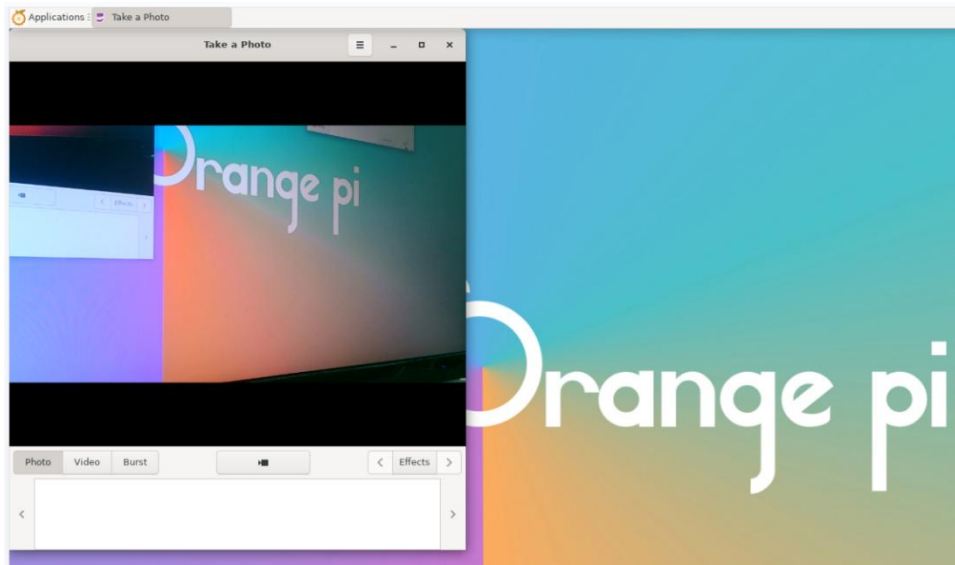 Applications
Take a Photo
Take a Photo
Orange pi
Effects
Orange pi
Photo
Video
Burst
Effects